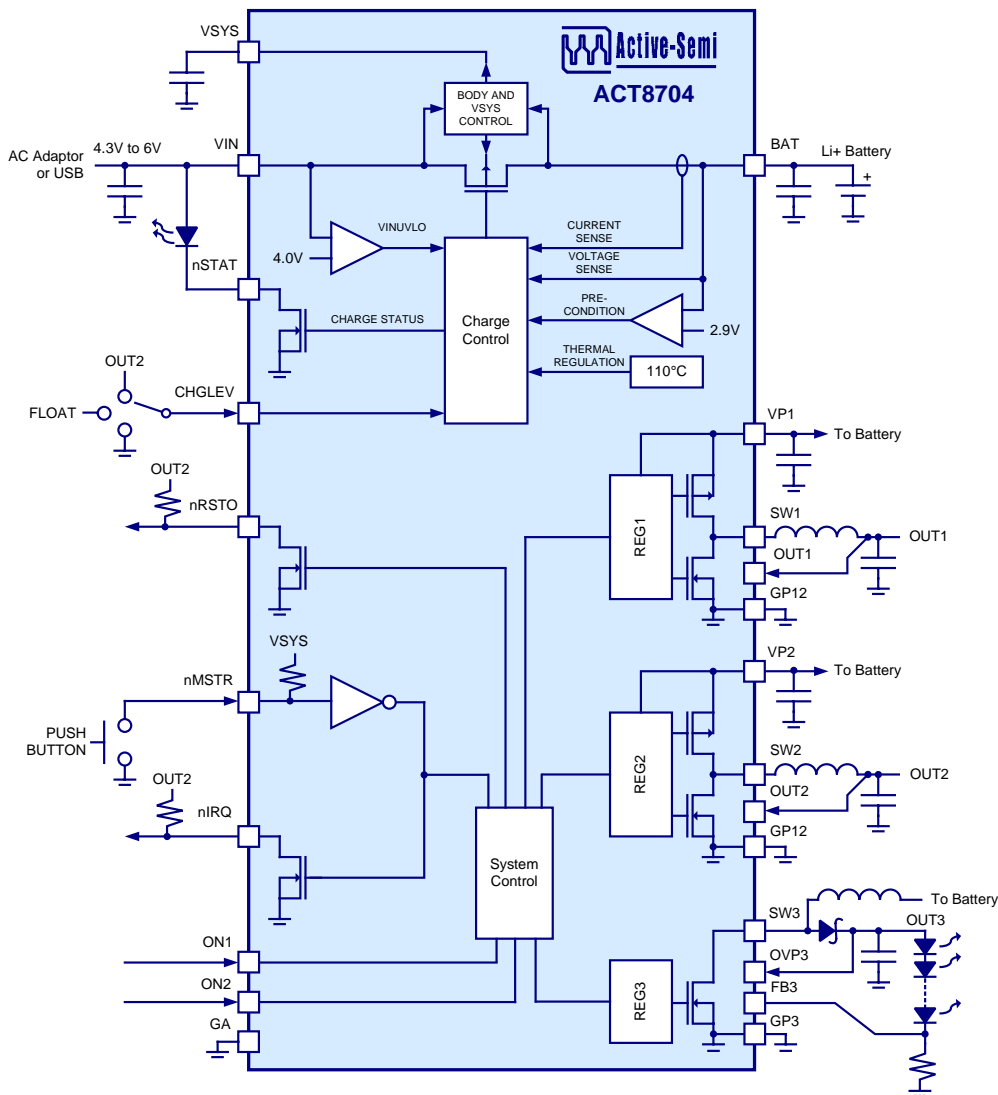 VSYS
Active-Semi
ACT8704
BODY AND
VSYS
CONTROL
AC Adaptor
or USB
4.3V to 6V
VIN
BAT
Li+ Battery
+
VINUVLO
4.0V
CURRENT
SENSE
VOLTAGE
SENSE
nSTAT
CHARGE STATUS
Charge
Control
PRE-
CONDITION
2.9V
THERMAL
REGULATION
110°C
OUT2
FLOAT
CHGLEV
VP1
To Battery
OUT2
nRSTO
REG1
SW1
OUT1
OUT1
GP12
VSYS
nMSTR
PUSH
BUTTON
VP2
To Battery
REG2
SW2
OUT2
OUT2
GP12
OUT2
nIRQ
System
Control
SW3
To Battery
OUT3
OVP3
FB3
GP3
REG3
ON1
ON2
GA